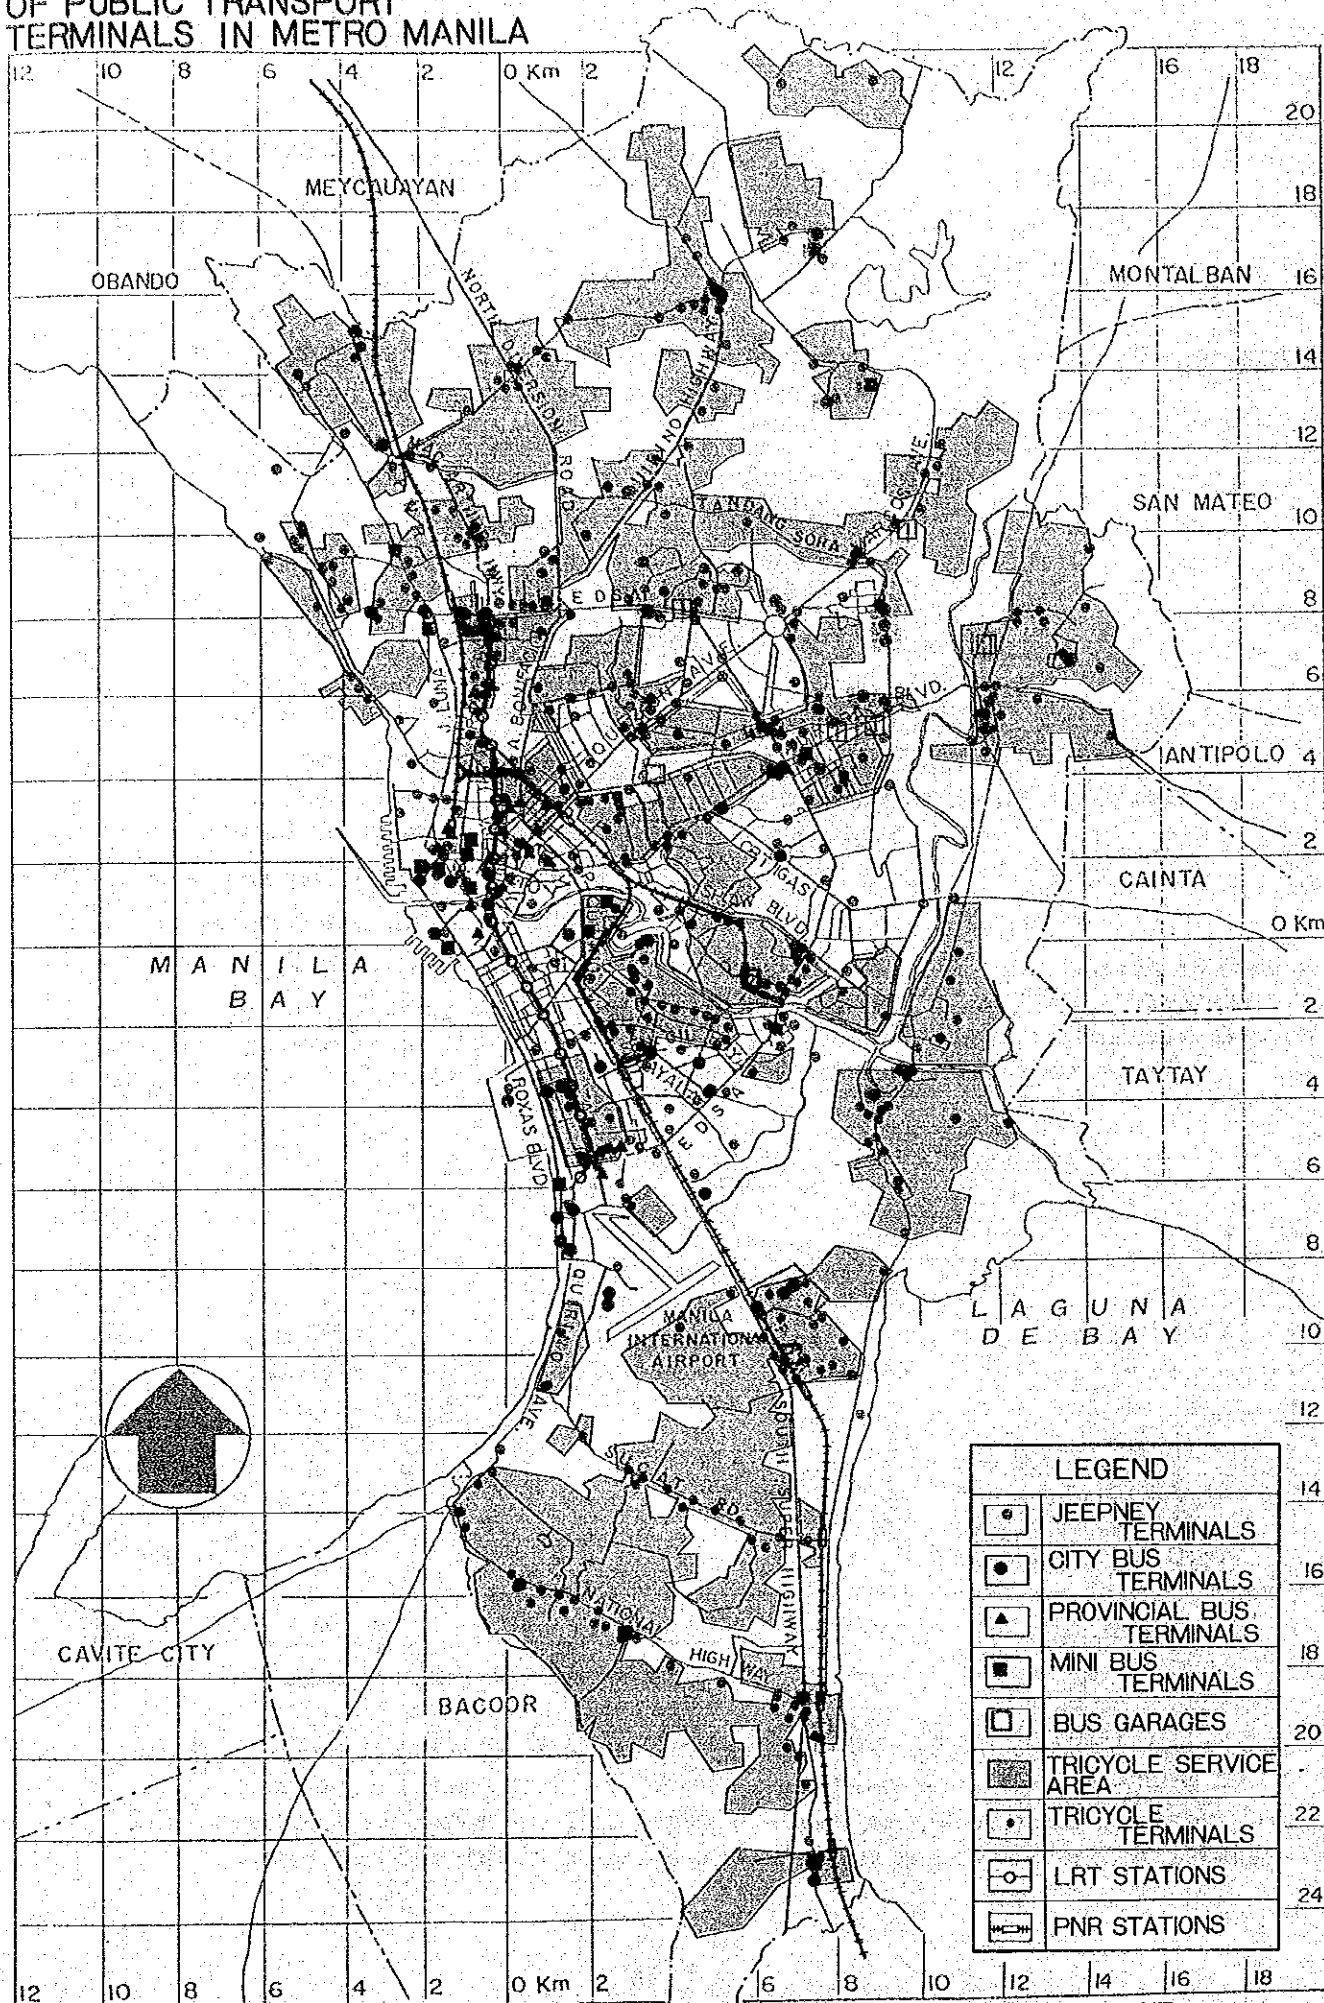 OF PUBLIC TRANSPORT
TERMINALS IN METRO MANILA
12 10 8 6 4 2 0 Km 2 12 16 18
20
MEYCAUAYAN
18
OBANDO
NORTH DIVERSION ROAD
MONTALBAN
16
14
12
AVE.
SAN MATEO
TANDANG SORA
10
EDSA
8
J. LUNA
A. BONIFACIO
QUEZON AVE.
BLVD.
6
ANTIPOLO
4
2
ORTIGAS
CAINTA
SHAW BLVD.
0 Km
MANILA
BAY
2
TAYTAY
AYALA
4
EDSA
ROXAS BLVD
6
8
LAGUNA
DE BAY
QUIRINO AVE.
MANILA
INTERNATIONAL
AIRPORT
10
12
SUCAT RD.
SOUTH SUPER HIGHWAY
14
16
NATIONAL HIGHWAY
CAVITE CITY
18
BACOOR
20
22
24
LEGEND
JEEPNEY
TERMINALS
CITY BUS
TERMINALS
PROVINCIAL BUS
TERMINALS
MINI BUS
TERMINALS
BUS GARAGES
TRICYCLE SERVICE
AREA
TRICYCLE
TERMINALS
LRT STATIONS
PNR STATIONS
12 10 8 6 4 2 0 Km 2 6 8 10 12 14 16 18